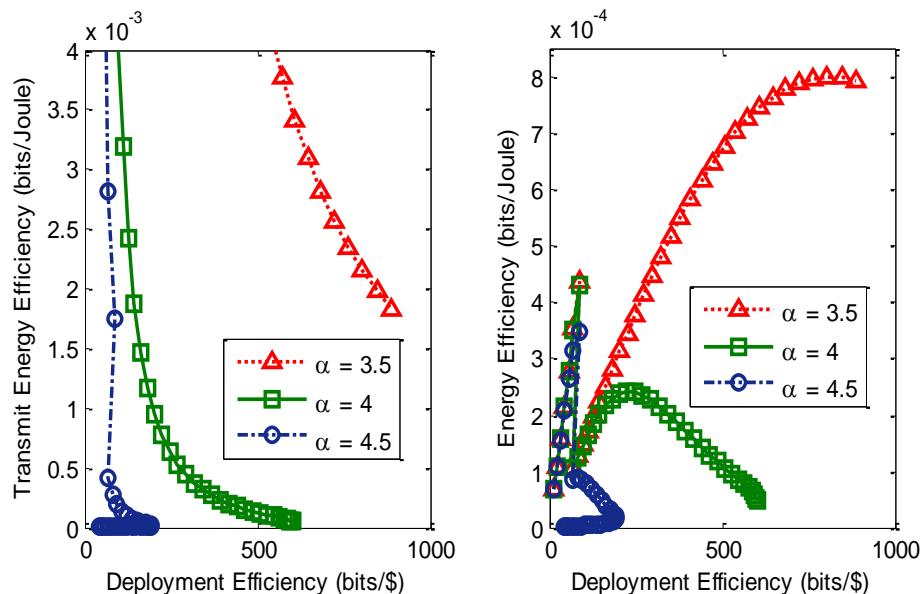 x 10⁻³
4
3.5
3
2.5
2
1.5
1
0.5
0
0
500
1000
Transmit Energy Efficiency (bits/Joule)
Deployment Efficiency (bits/$)
α = 3.5
α = 4
α = 4.5
x 10⁻⁴
8
7
6
5
4
3
2
1
0
0
500
1000
Energy Efficiency (bits/Joule)
Deployment Efficiency (bits/$)
α = 3.5
α = 4
α = 4.5